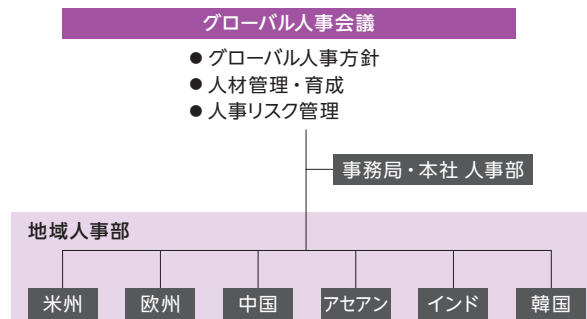 グローバル人事会議
● グローバル人事方針
● 人材管理・育成
● 人事リスク管理
事務局・本社 人事部
地域人事部
米州
欧州
中国
アセアン
インド
韓国